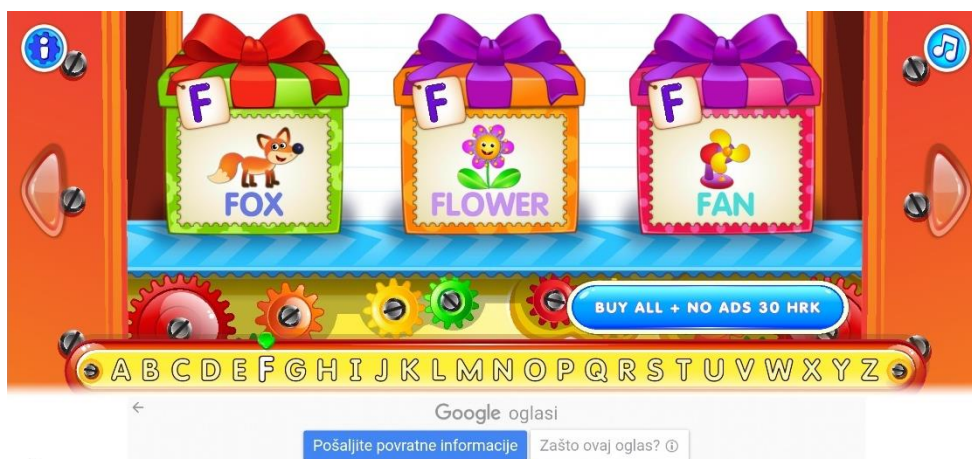 F F F
FOX FLOWER FAN
BUY ALL + NO ADS 30 HRK
A B C D E F G H I J K L M N O P Q R S T U V W X Y Z
Google oglasi
Pošaljite povratne informacije Zašto ovaj oglas?